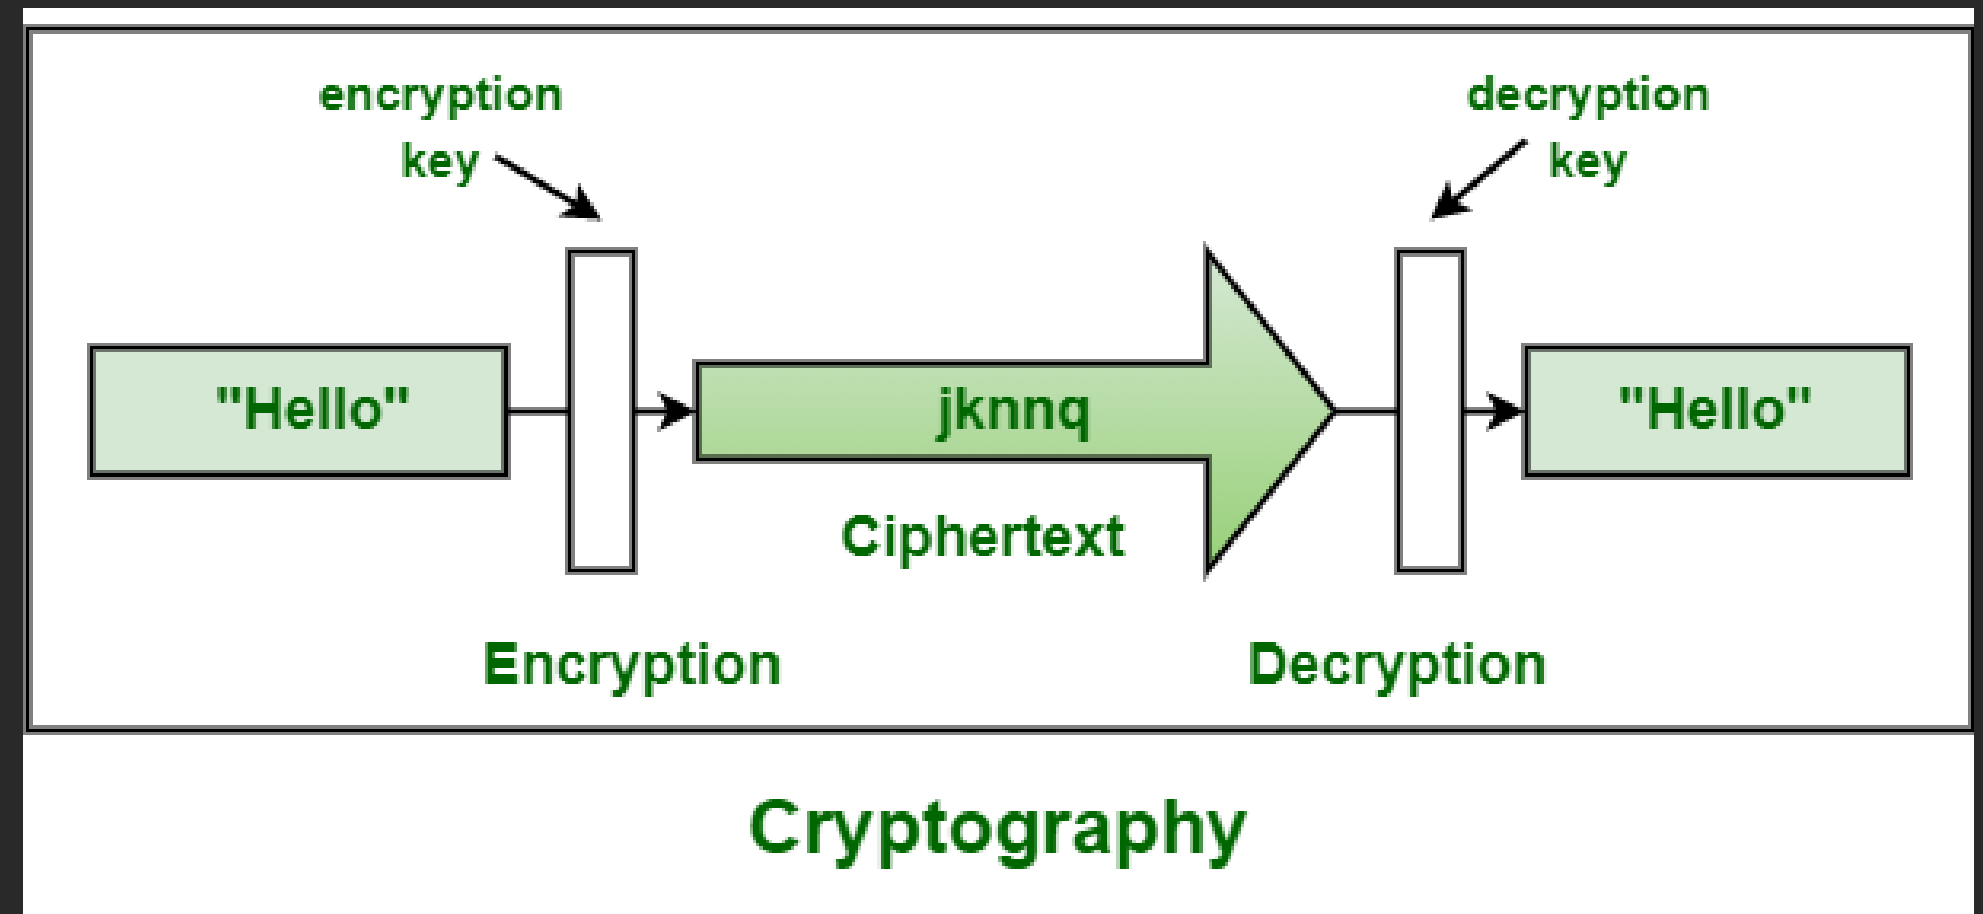 encryption
key
decryption
key
"Hello"
jknnq
"Hello"
Ciphertext
Encryption
Decryption
Cryptography